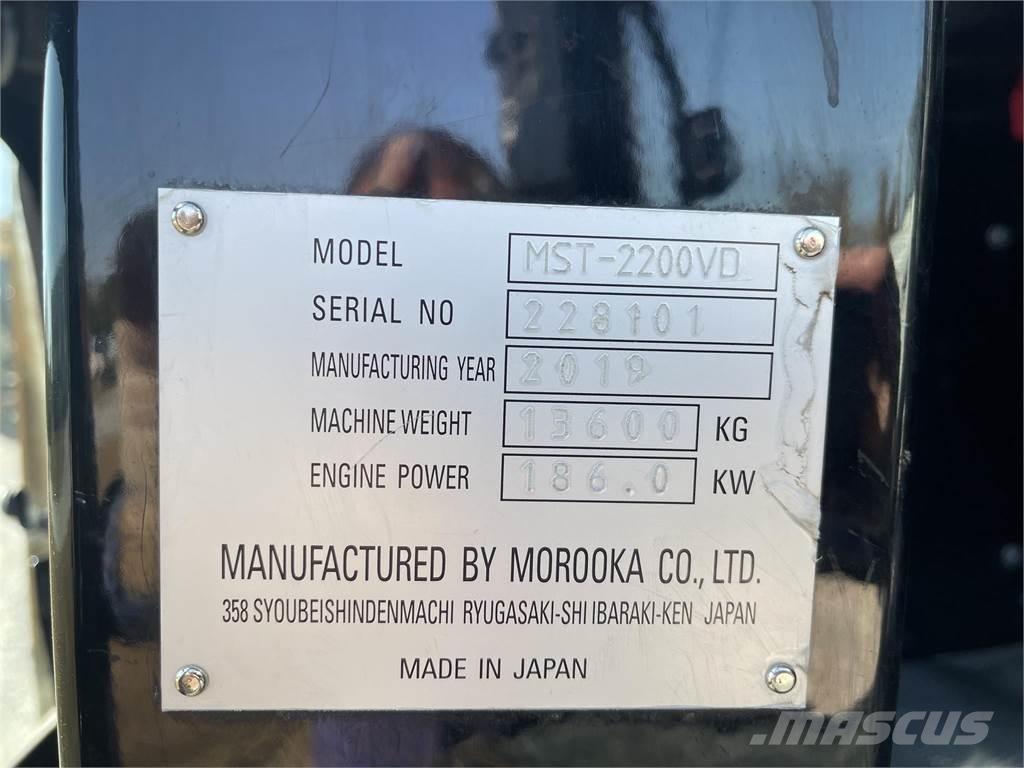 MODEL MST-2200VD
SERIAL NO 228101
MANUFACTURING YEAR 2019
MACHINE WEIGHT 13600 KG
ENGINE POWER 186.0 KW
MANUFACTURED BY MOROOKA CO., LTD.
358 SYOUBEISHINDENMACHI RYUGASAKI-SHI IBARAKI-KEN JAPAN
MADE IN JAPAN
MASCUS